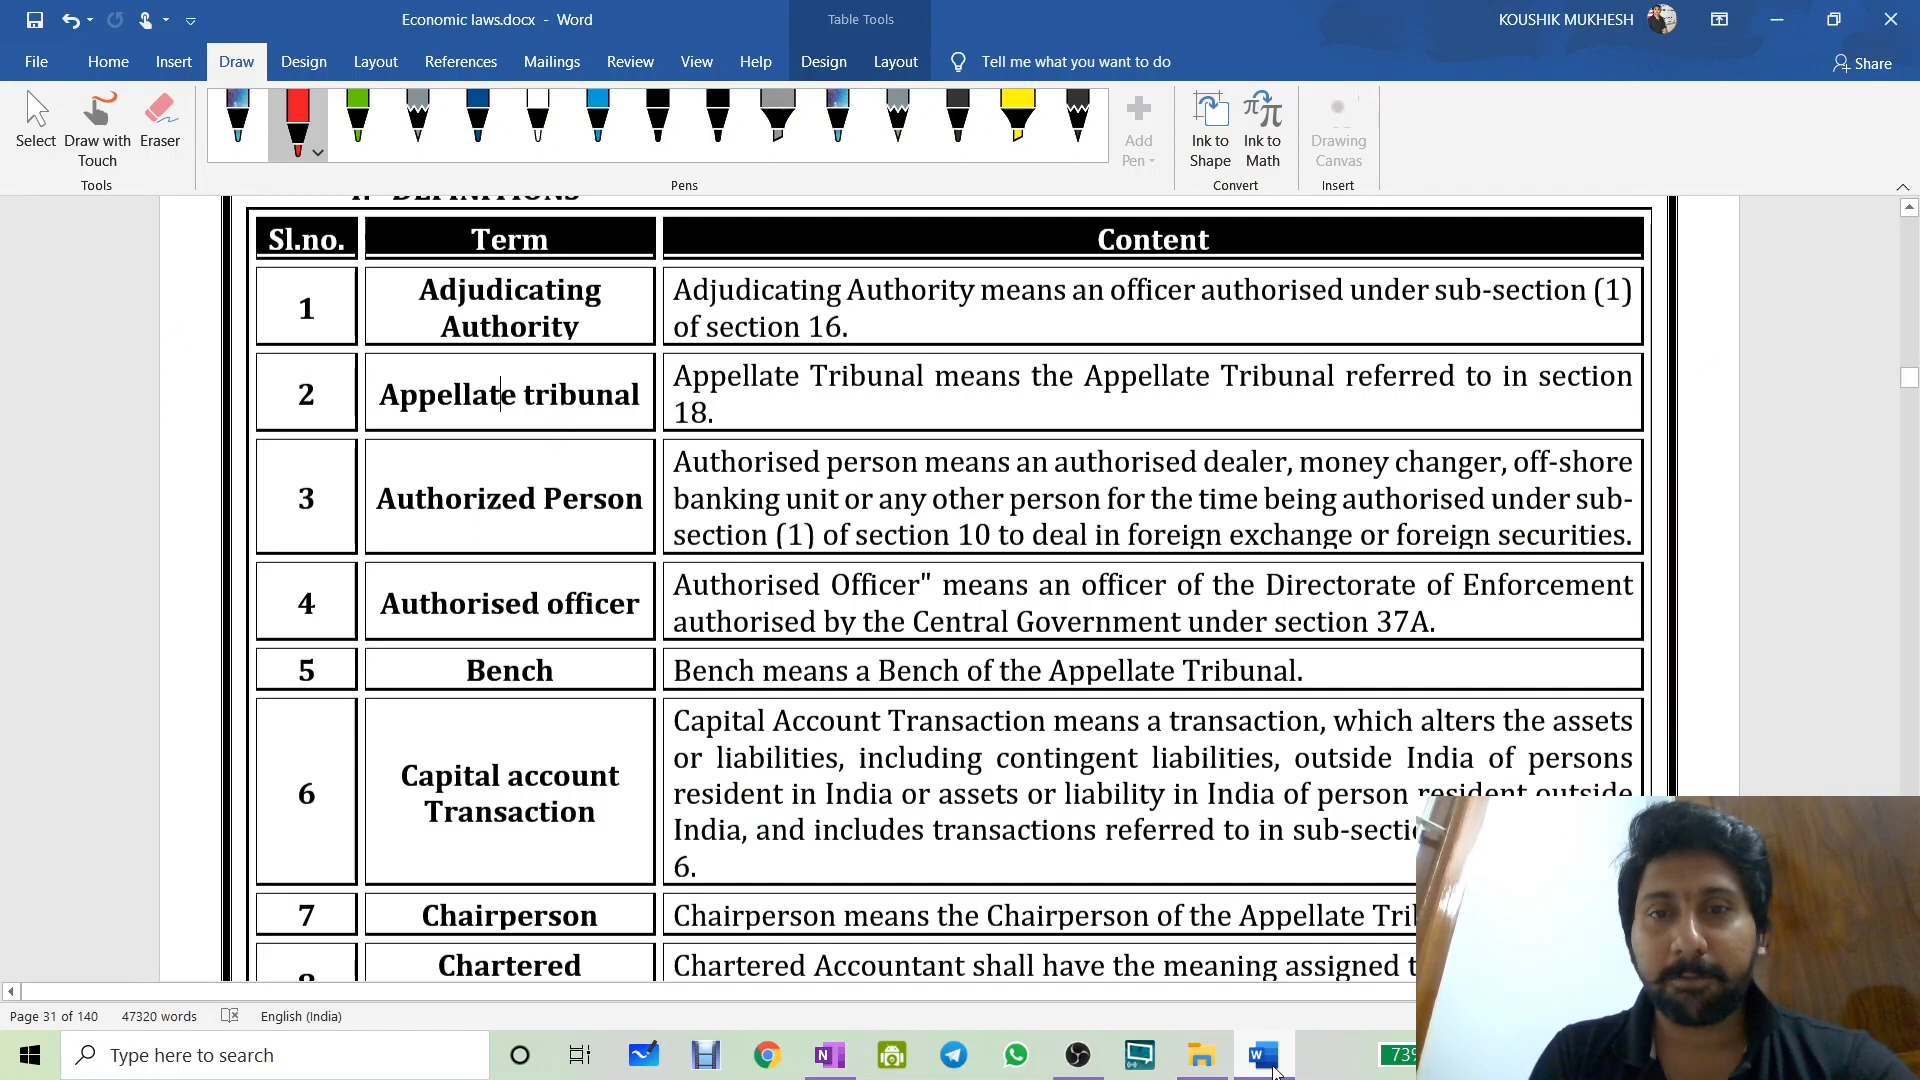 Economic laws.docx - Word
Table Tools
KOUSHIK MUKHESH
File Home Insert Draw Design Layout References Mailings Review View Help Design Layout Tell me what you want to do Share
Select Draw with Touch Eraser
Add Pen
Ink to Shape
Ink to Math
Drawing Canvas
Tools Pens Convert Insert
DEFINITIONS
Sl.no. Term Content
1 Adjudicating Authority
Adjudicating Authority means an officer authorised under sub-section (1)
of section 16.
2 Appellate tribunal
Appellate Tribunal means the Appellate Tribunal referred to in section
18.
3 Authorized Person
Authorised person means an authorised dealer, money changer, off-shore
banking unit or any other person for the time being authorised under sub-
section (1) of section 10 to deal in foreign exchange or foreign securities.
4 Authorised officer
Authorised Officer" means an officer of the Directorate of Enforcement
authorised by the Central Government under section 37A.
5 Bench
Bench means a Bench of the Appellate Tribunal.
6 Capital account Transaction
Capital Account Transaction means a transaction, which alters the assets
or liabilities, including contingent liabilities, outside India of persons
resident in India or assets or liability in India of person resident outside
India, and includes transactions referred to in sub-secti
6.
7 Chairperson
Chairperson means the Chairperson of the Appellate Tri
8 Chartered
Chartered Accountant shall have the meaning assigned t
Page 31 of 140 47320 words English (India)
Type here to search
73%